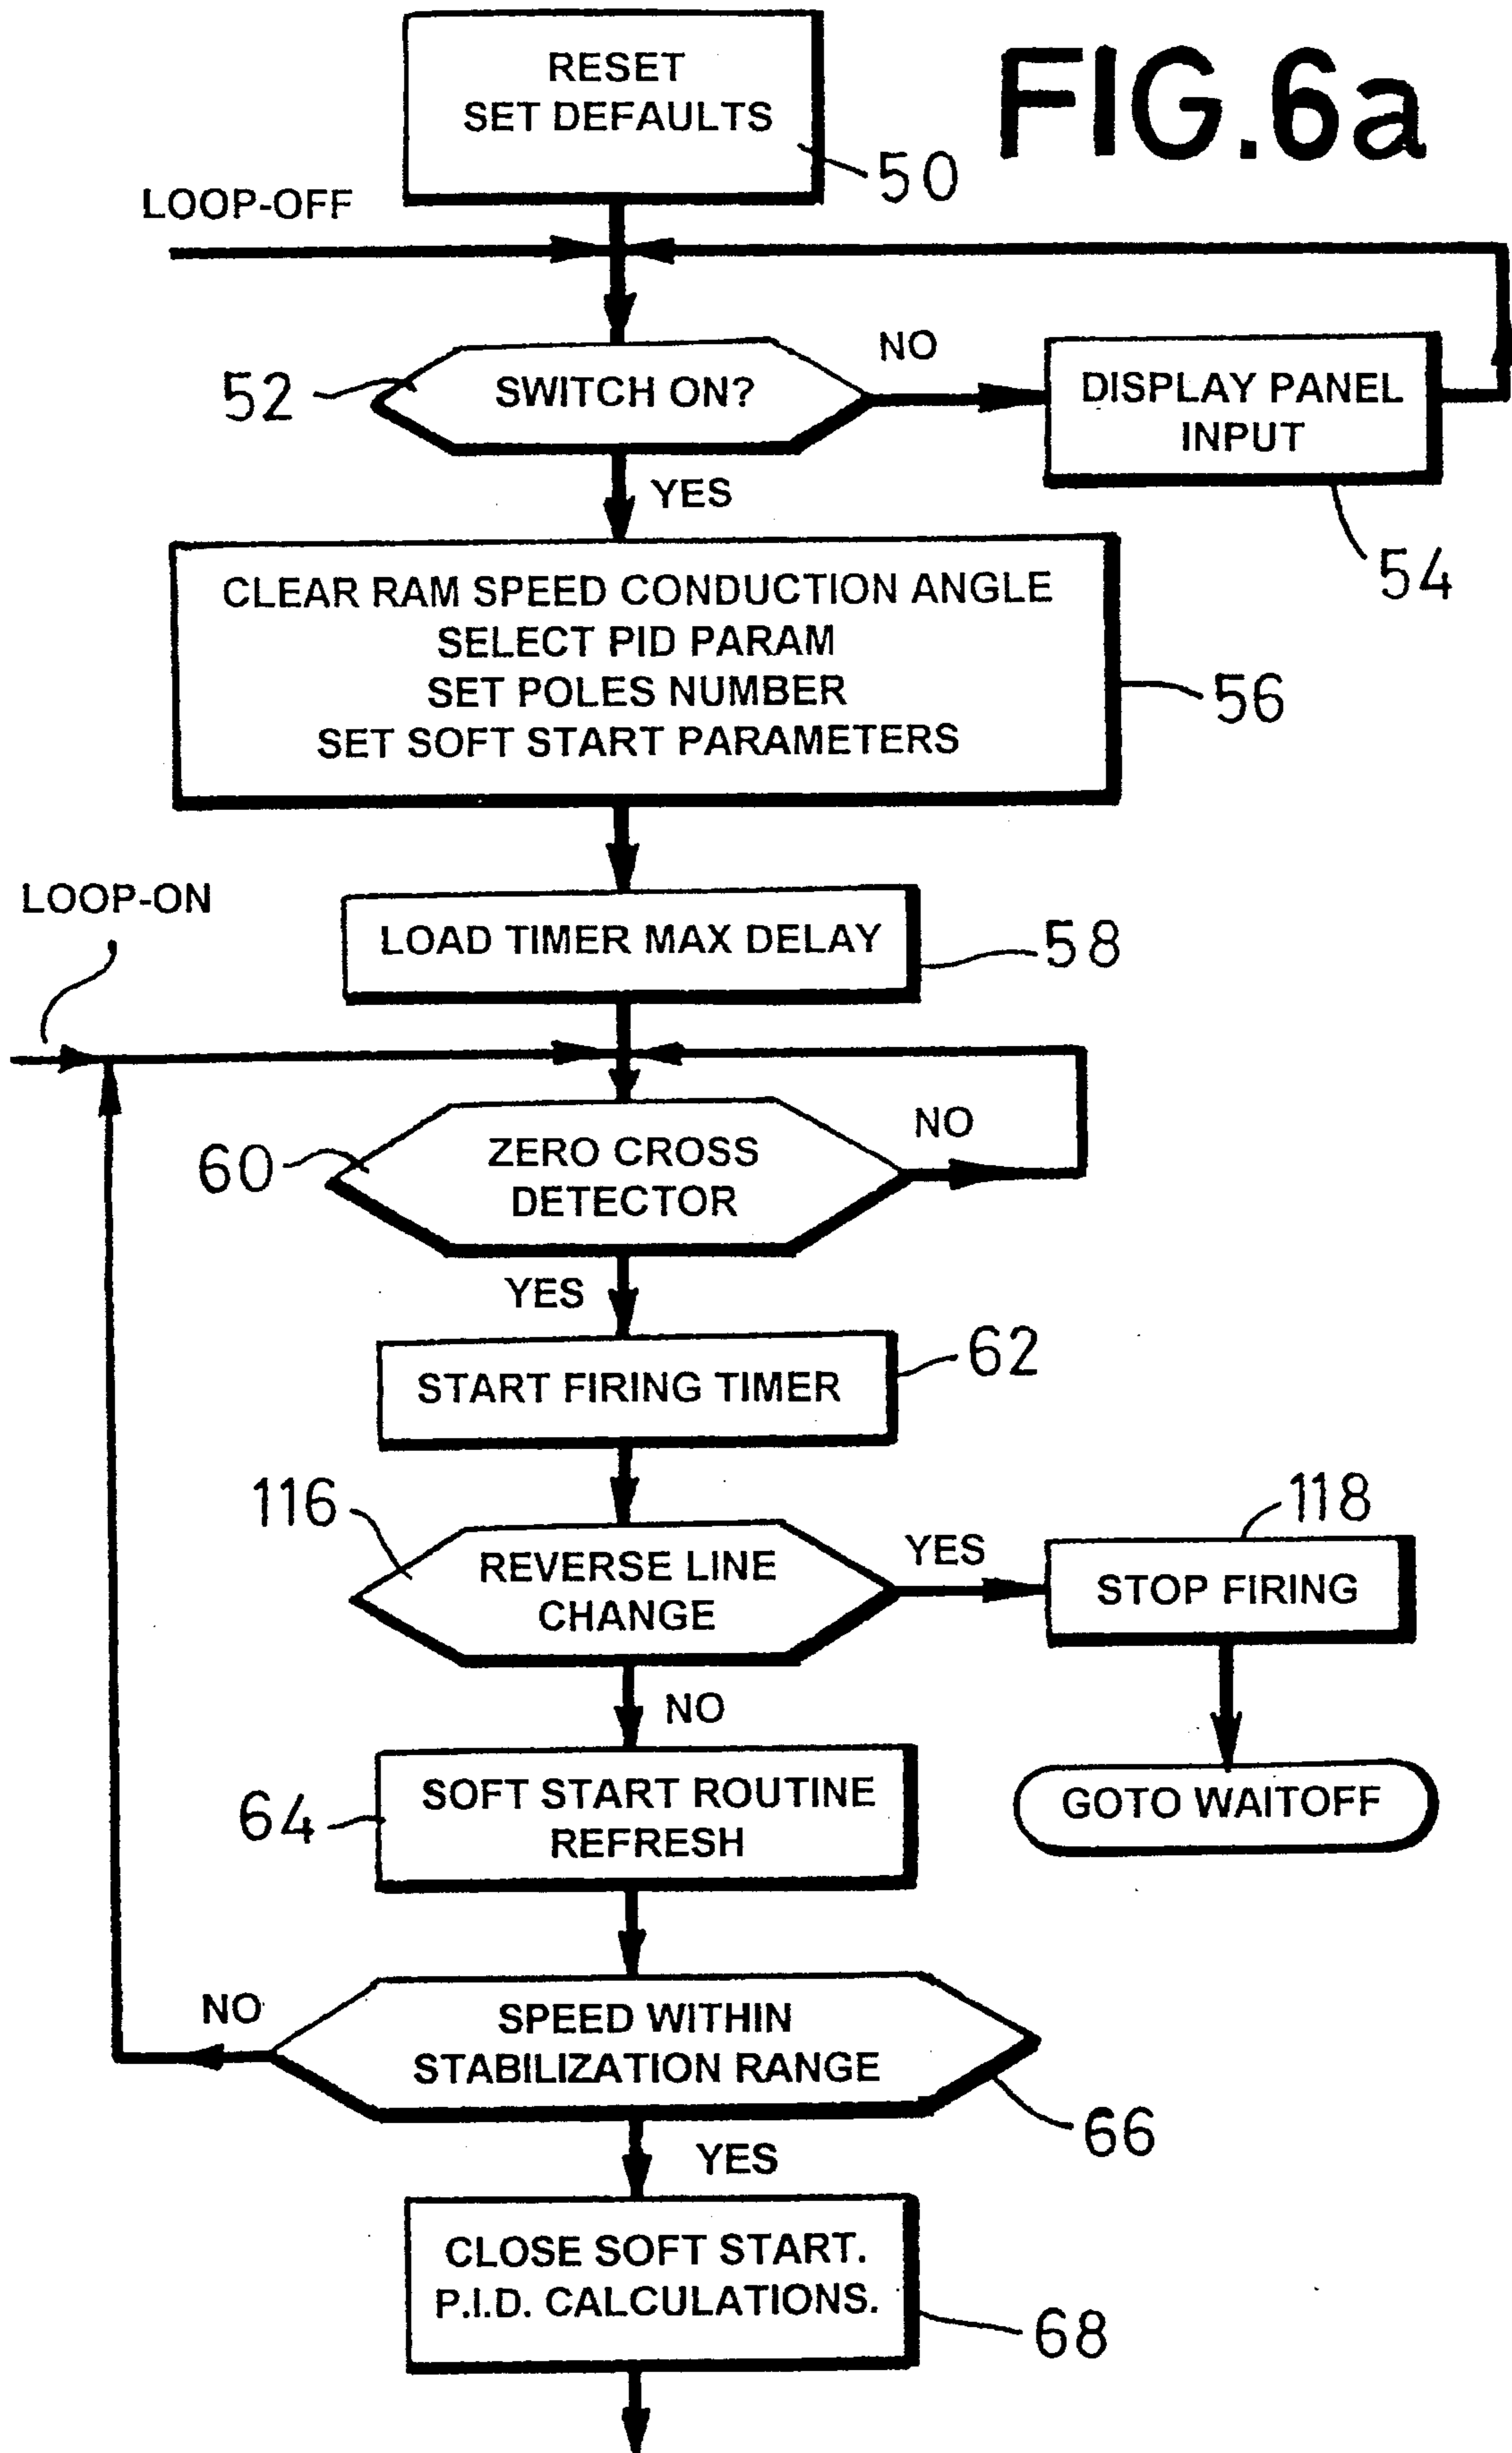 FIG.6a
RESET
SET DEFAULTS
50
LOOP-OFF
52
SWITCH ON?
NO
DISPLAY PANEL
INPUT
54
YES
CLEAR RAM SPEED CONDUCTION ANGLE
SELECT PID PARAM
SET POLES NUMBER
SET SOFT START PARAMETERS
56
LOOP-ON
LOAD TIMER MAX DELAY
58
60
ZERO CROSS
DETECTOR
NO
YES
START FIRING TIMER
62
116
REVERSE LINE
CHANGE
YES
118
STOP FIRING
GOTO WAITOFF
NO
64
SOFT START ROUTINE
REFRESH
NO
SPEED WITHIN
STABILIZATION RANGE
66
YES
CLOSE SOFT START.
P.I.D. CALCULATIONS.
68